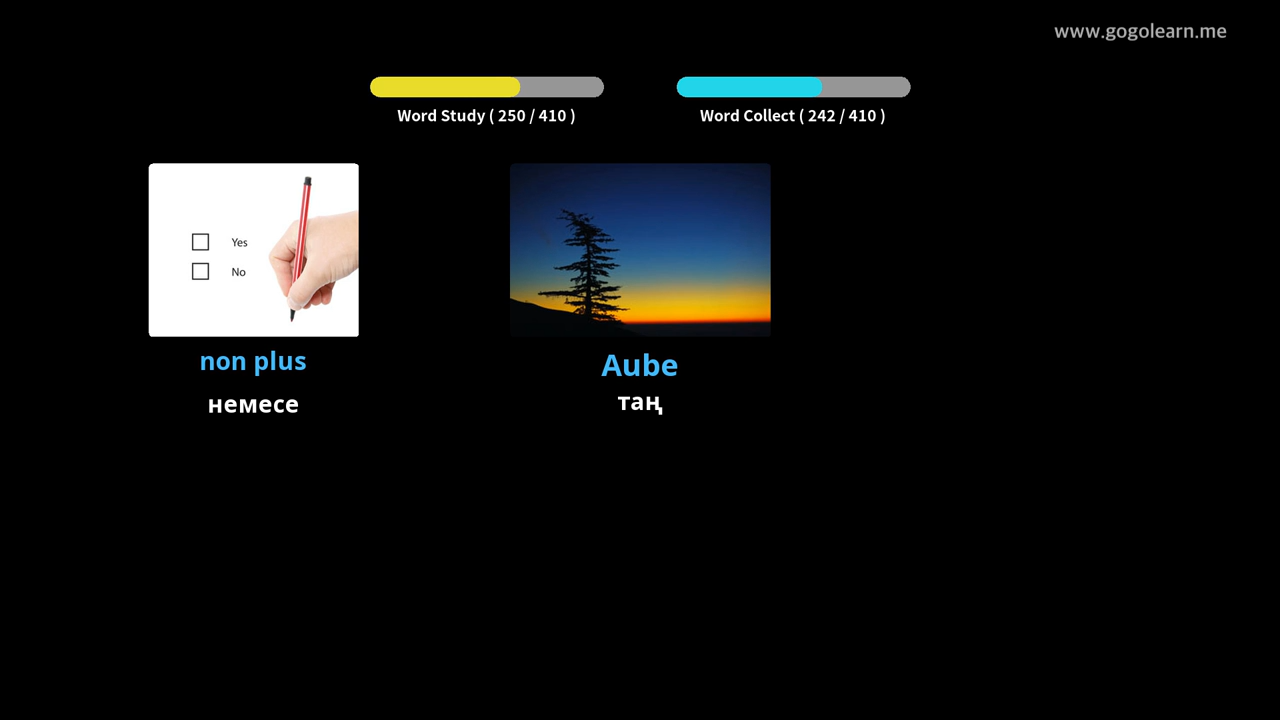 www.gogolearn.me
Word Study ( 250 / 410 )
Word Collect ( 242 / 410 )
Yes
No
non plus
немесе
Aube
таң